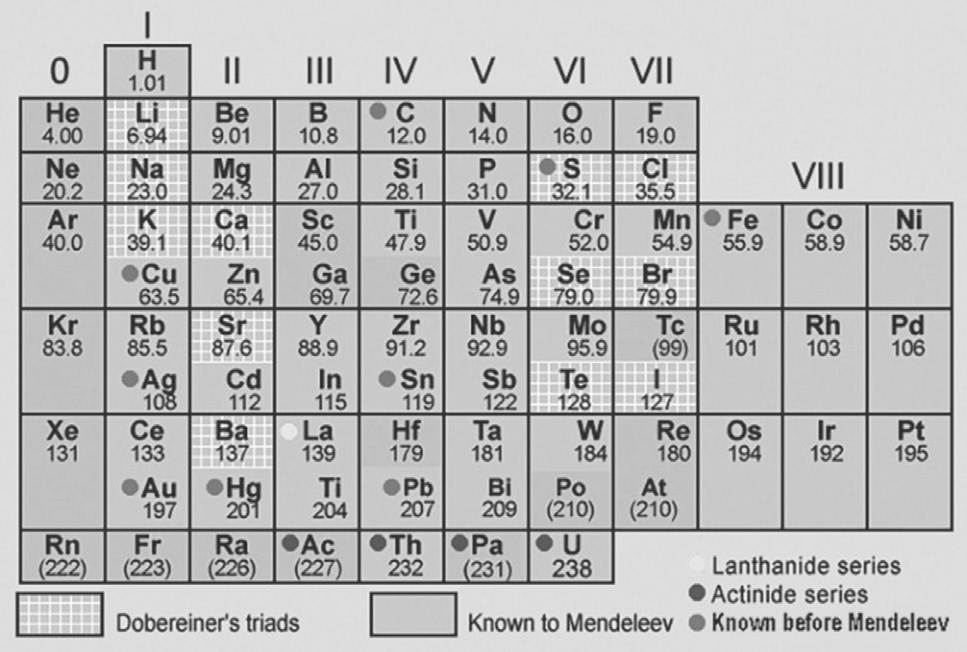 I
0 II III IV V VI VII
H
1.01
He Li Be B C N O F
4.00 6.94 9.01 10.8 12.0 14.0 16.0 19.0
Ne Na Mg Al Si P S Cl
20.2 23.0 24.3 27.0 28.1 31.0 32.1 35.5
VIII
Ar K Ca Sc Ti V Cr Mn Fe Co Ni
40.0 39.1 40.1 45.0 47.9 50.9 52.0 54.9 55.9 58.9 58.7
Cu Zn Ga Ge As Se Br
63.5 65.4 69.7 72.6 74.9 79.0 79.9
Kr Rb Sr Y Zr Nb Mo Tc Ru Rh Pd
83.8 85.5 87.6 88.9 91.2 92.9 95.9 (99) 101 103 106
Ag Cd In Sn Sb Te I
108 112 115 119 122 128 127
Xe Ce Ba La Hf Ta W Re Os Ir Pt
131 133 137 139 179 181 184 180 194 192 195
Au Hg Ti Pb Bi Po At
197 201 204 207 209 (210) (210)
Rn Fr Ra Ac Th Pa U
(222) (223) (226) (227) 232 (231) 238
Lanthanide series
Actinide series
Dobereiner's triads Known to Mendeleev Known before Mendeleev